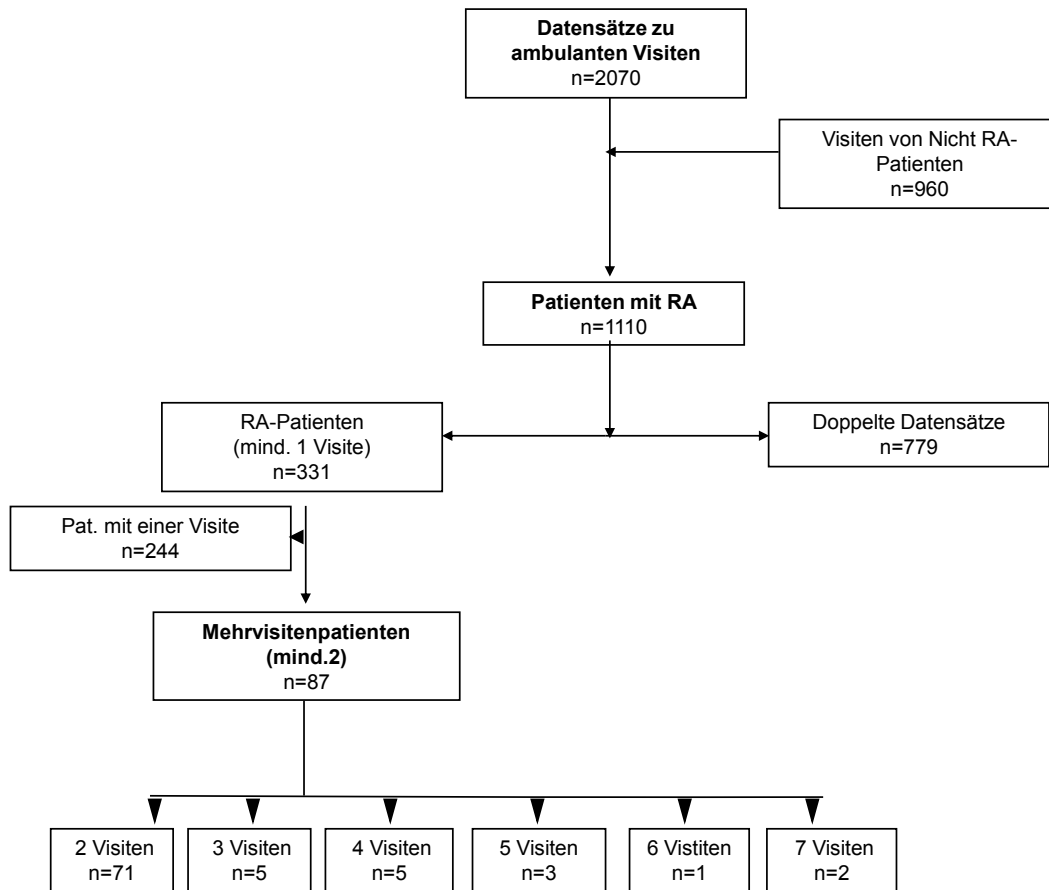 Datensätze zu
ambulanten Visiten
n=2070
Visiten von Nicht RA-
Patienten
n=960
Patienten mit RA
n=1110
RA-Patienten
(mind. 1 Visite)
n=331
Doppelte Datensätze
n=779
Pat. mit einer Visite
n=244
Mehrvisitenpatienten
(mind.2)
n=87
2 Visiten
n=71
3 Visiten
n=5
4 Visiten
n=5
5 Visiten
n=3
6 Vistiten
n=1
7 Visiten
n=2